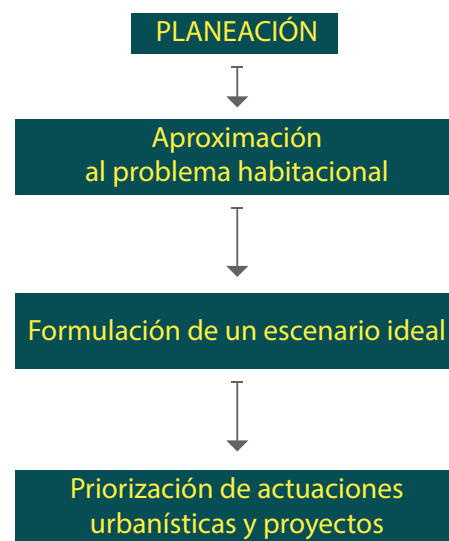 PLANEACIÓN
Aproximación
al problema habitacional
Formulación de un escenario ideal
Priorización de actuaciones
urbanísticas y proyectos